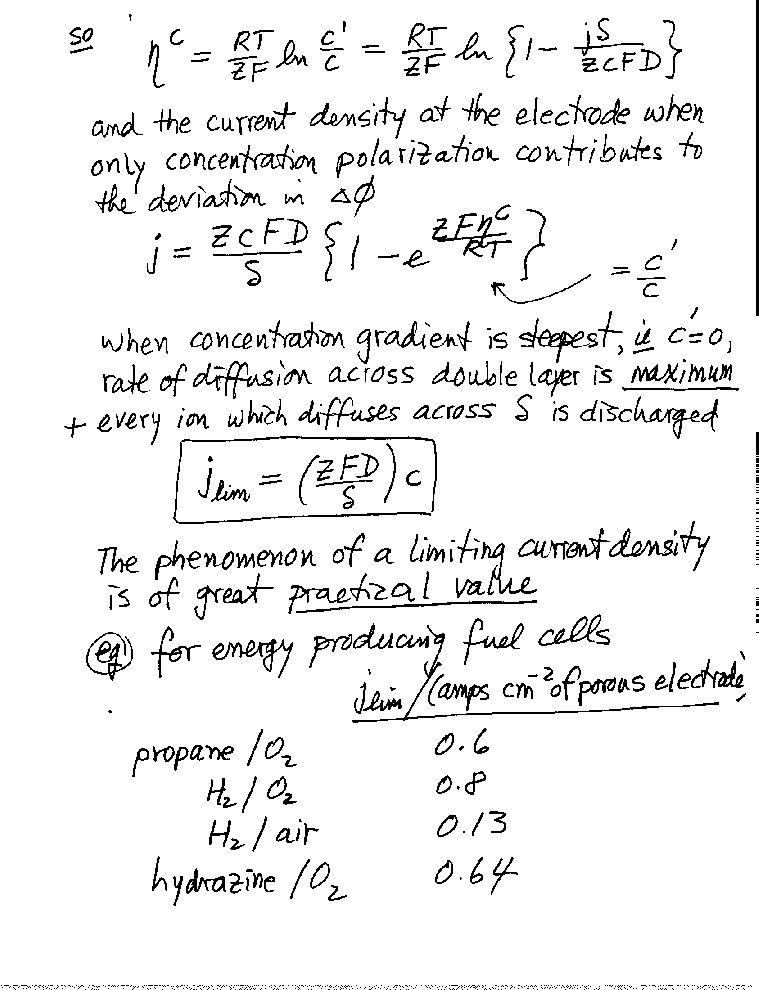 so η^c = RT/ZF ln c'/c = RT/ZF ln {1 - jδ/ZCFD}
and the current density at the electrode when
only concentration polarization contributes to
the deviation in Δϕ
j = ZCFD/δ {1 - e^(ZFη^c/RT)}
= c'/c
when concentration gradient is steepest, ie c'=0,
rate of diffusion across double layer is maximum
+ every ion which diffuses across δ is discharged
j_lim = (ZFD/δ) c
The phenomenon of a limiting current density
is of great practical value
(eg) for energy producing fuel cells
j_lim/(amps cm^-2 of porous electrode)
propane/O₂ 0.6
H₂/O₂ 0.8
H₂/air 0.13
hydrazine/O₂ 0.64